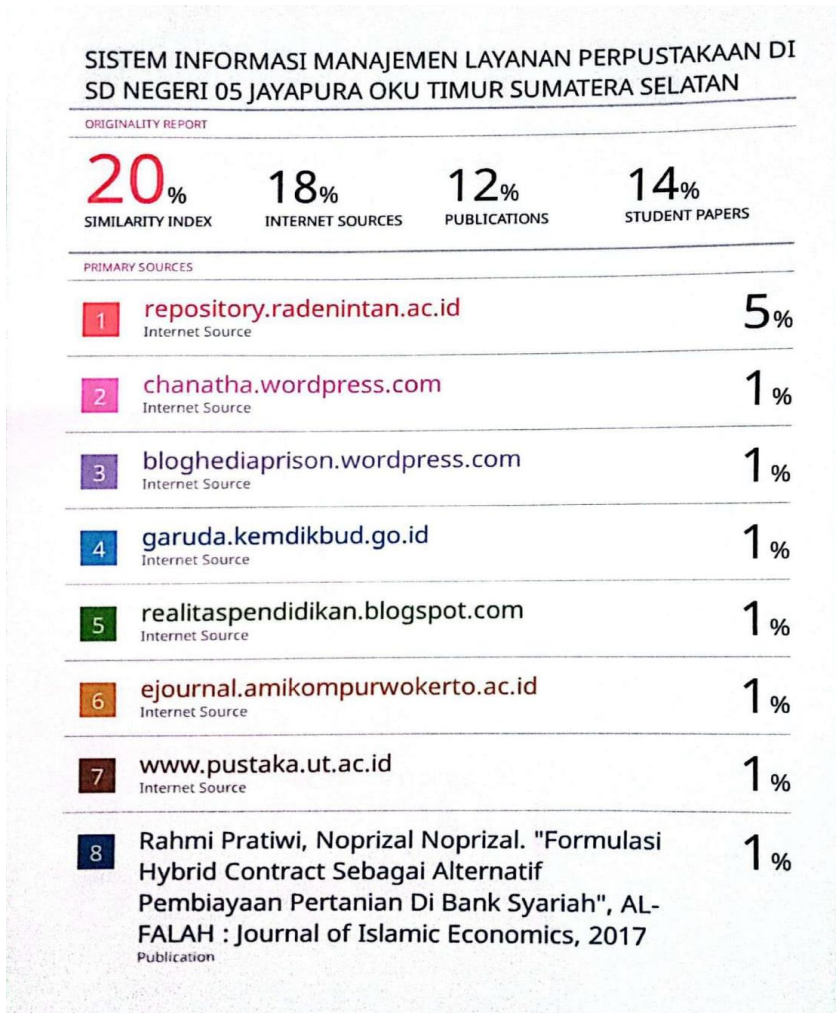 SISTEM INFORMASI MANAJEMEN LAYANAN PERPUSTAKAAN DI
SD NEGERI 05 JAYAPURA OKU TIMUR SUMATERA SELATAN
ORIGINALITY REPORT
20% 18% 12% 14%
SIMILARITY INDEX INTERNET SOURCES PUBLICATIONS STUDENT PAPERS
PRIMARY SOURCES
1 repository.radenintan.ac.id 5%
Internet Source
2 chanatha.wordpress.com 1%
Internet Source
3 bloghediaprison.wordpress.com 1%
Internet Source
4 garuda.kemdikbud.go.id 1%
Internet Source
5 realitaspendidikan.blogspot.com 1%
Internet Source
6 ejournal.amikompurwokerto.ac.id 1%
Internet Source
7 www.pustaka.ut.ac.id 1%
Internet Source
8 Rahmi Pratiwi, Noprizal Noprizal. "Formulasi 1%
Hybrid Contract Sebagai Alternatif
Pembiayaan Pertanian Di Bank Syariah", AL-
FALAH : Journal of Islamic Economics, 2017
Publication